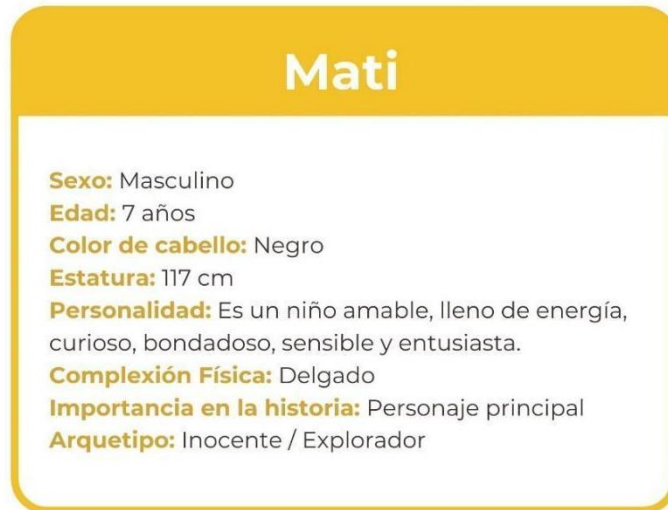 Mati
Sexo: Masculino
Edad: 7 años
Color de cabello: Negro
Estatura: 117 cm
Personalidad: Es un niño amable, lleno de energía,
curioso, bondadoso, sensible y entusiasta.
Complexión Física: Delgado
Importancia en la historia: Personaje principal
Arquetipo: Inocente / Explorador